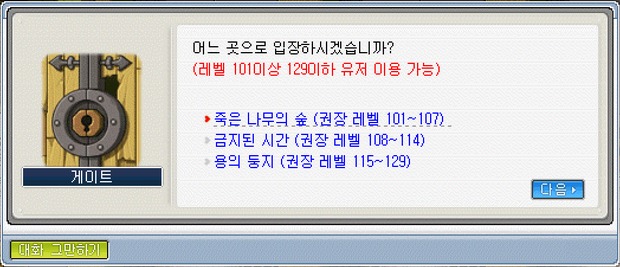 어느 곳으로 입장하시겠습니까?
(레벨 101이상 129이하 유저 이용 가능)
죽은 나무의 숲 (권장 레벨 101~107)
금지된 시간 (권장 레벨 108~114)
용의 둥지 (권장 레벨 115~129)
게이트
다음
대화 그만하기